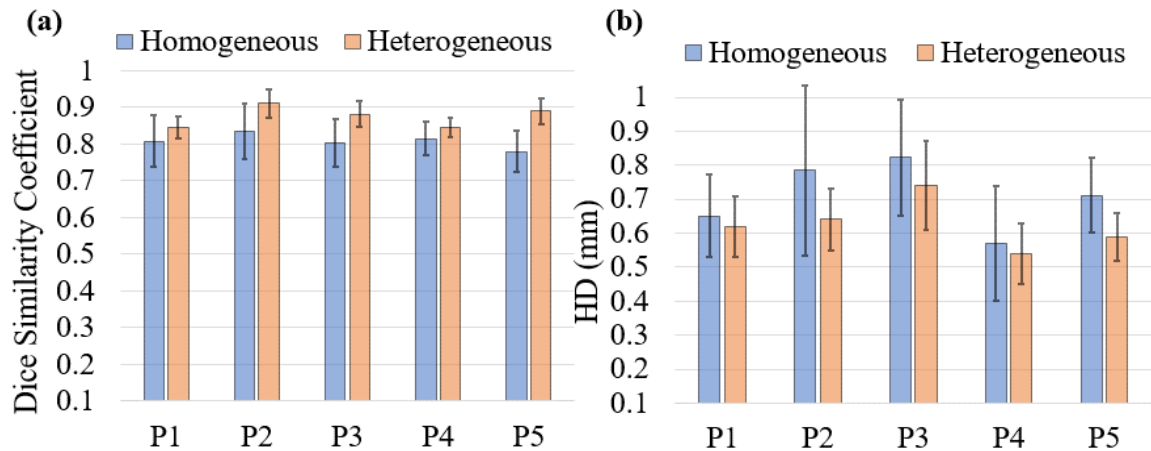 (a)
Homogeneous Heterogeneous
Dice Similarity Coefficient
1
0.9
0.8
0.7
0.6
0.5
0.4
0.3
0.2
0.1
P1 P2 P3 P4 P5
(b)
Homogeneous Heterogeneous
HD (mm)
1
0.9
0.8
0.7
0.6
0.5
0.4
0.3
0.2
0.1
P1 P2 P3 P4 P5